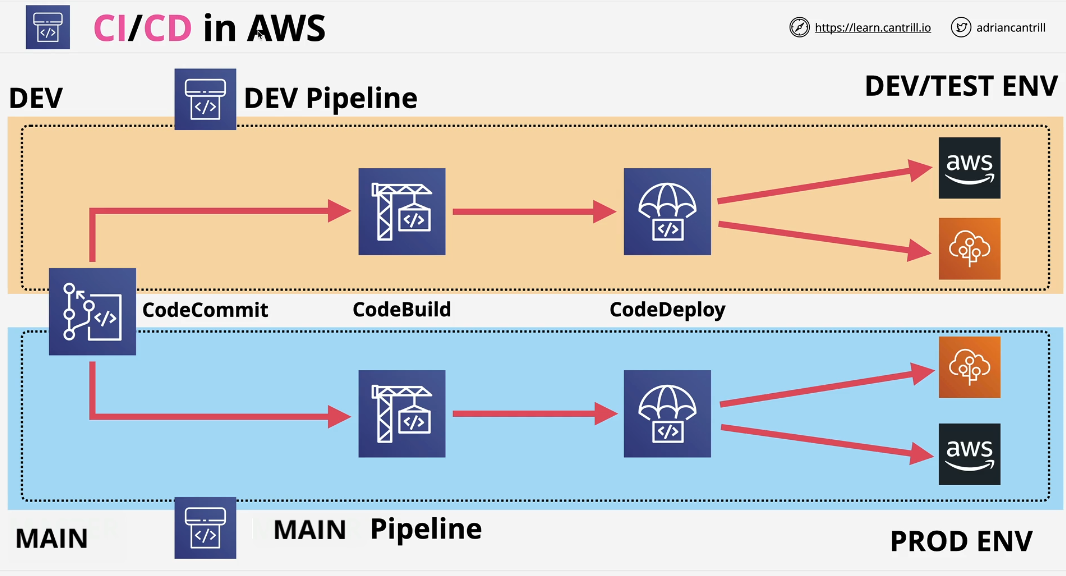 CI/CD in AWS
https://learn.cantrill.io
adriancantrill
DEV
DEV Pipeline
DEV/TEST ENV
aws
CodeCommit
CodeBuild
CodeDeploy
aws
MAIN
MAIN Pipeline
PROD ENV